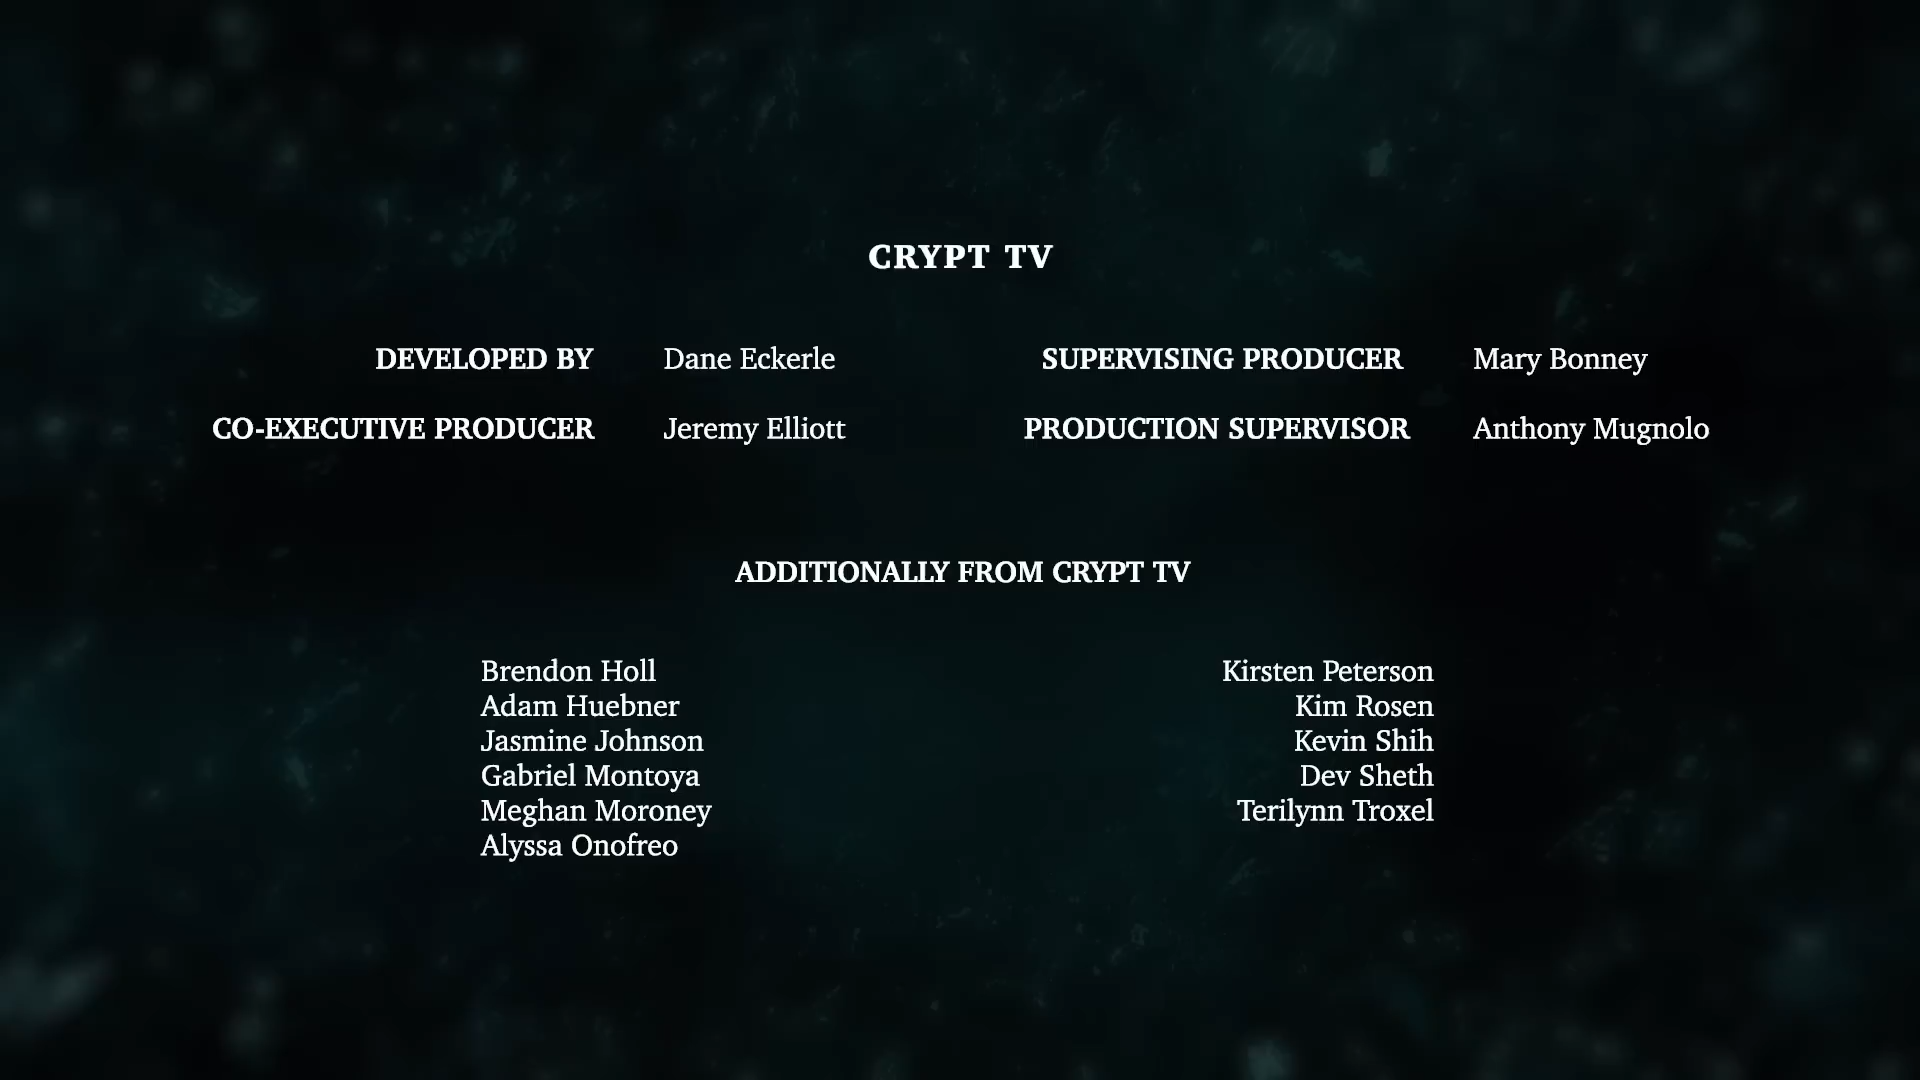 CRYPT TV
DEVELOPED BY Dane Eckerle
CO-EXECUTIVE PRODUCER Jeremy Elliott
SUPERVISING PRODUCER Mary Bonney
PRODUCTION SUPERVISOR Anthony Mugnolo
ADDITIONALLY FROM CRYPT TV
Brendon Holl
Adam Huebner
Jasmine Johnson
Gabriel Montoya
Meghan Moroney
Alyssa Onofreo
Kirsten Peterson
Kim Rosen
Kevin Shih
Dev Sheth
Terilynn Troxel